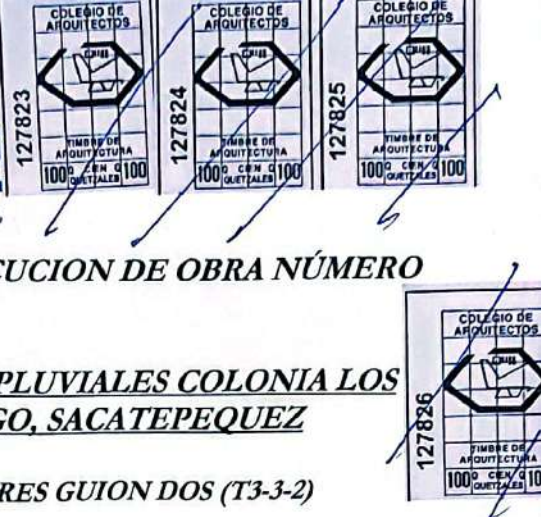 COLEGIO DE
ARQUITECTOS
127823
TIMBRE DE
ARQUITECTURA
100 Q CIEN Q 100
QUETZALES
COLEGIO DE
ARQUITECTOS
127824
TIMBRE DE
ARQUITECTURA
100 Q CIEN Q 100
QUETZALES
COLEGIO DE
ARQUITECTOS
127825
TIMBRE DE
ARQUITECTURA
100 Q CIEN Q 100
QUETZALES
CUCION DE OBRA NÚMERO
COLEGIO DE
ARQUITECTOS
127826
TIMBRE DE
ARQUITECTURA
100 Q CIEN Q 10
QUETZALES
PLUVIALES COLONIA LOS
GO, SACATEPEQUEZ
RES GUION DOS (T3-3-2)